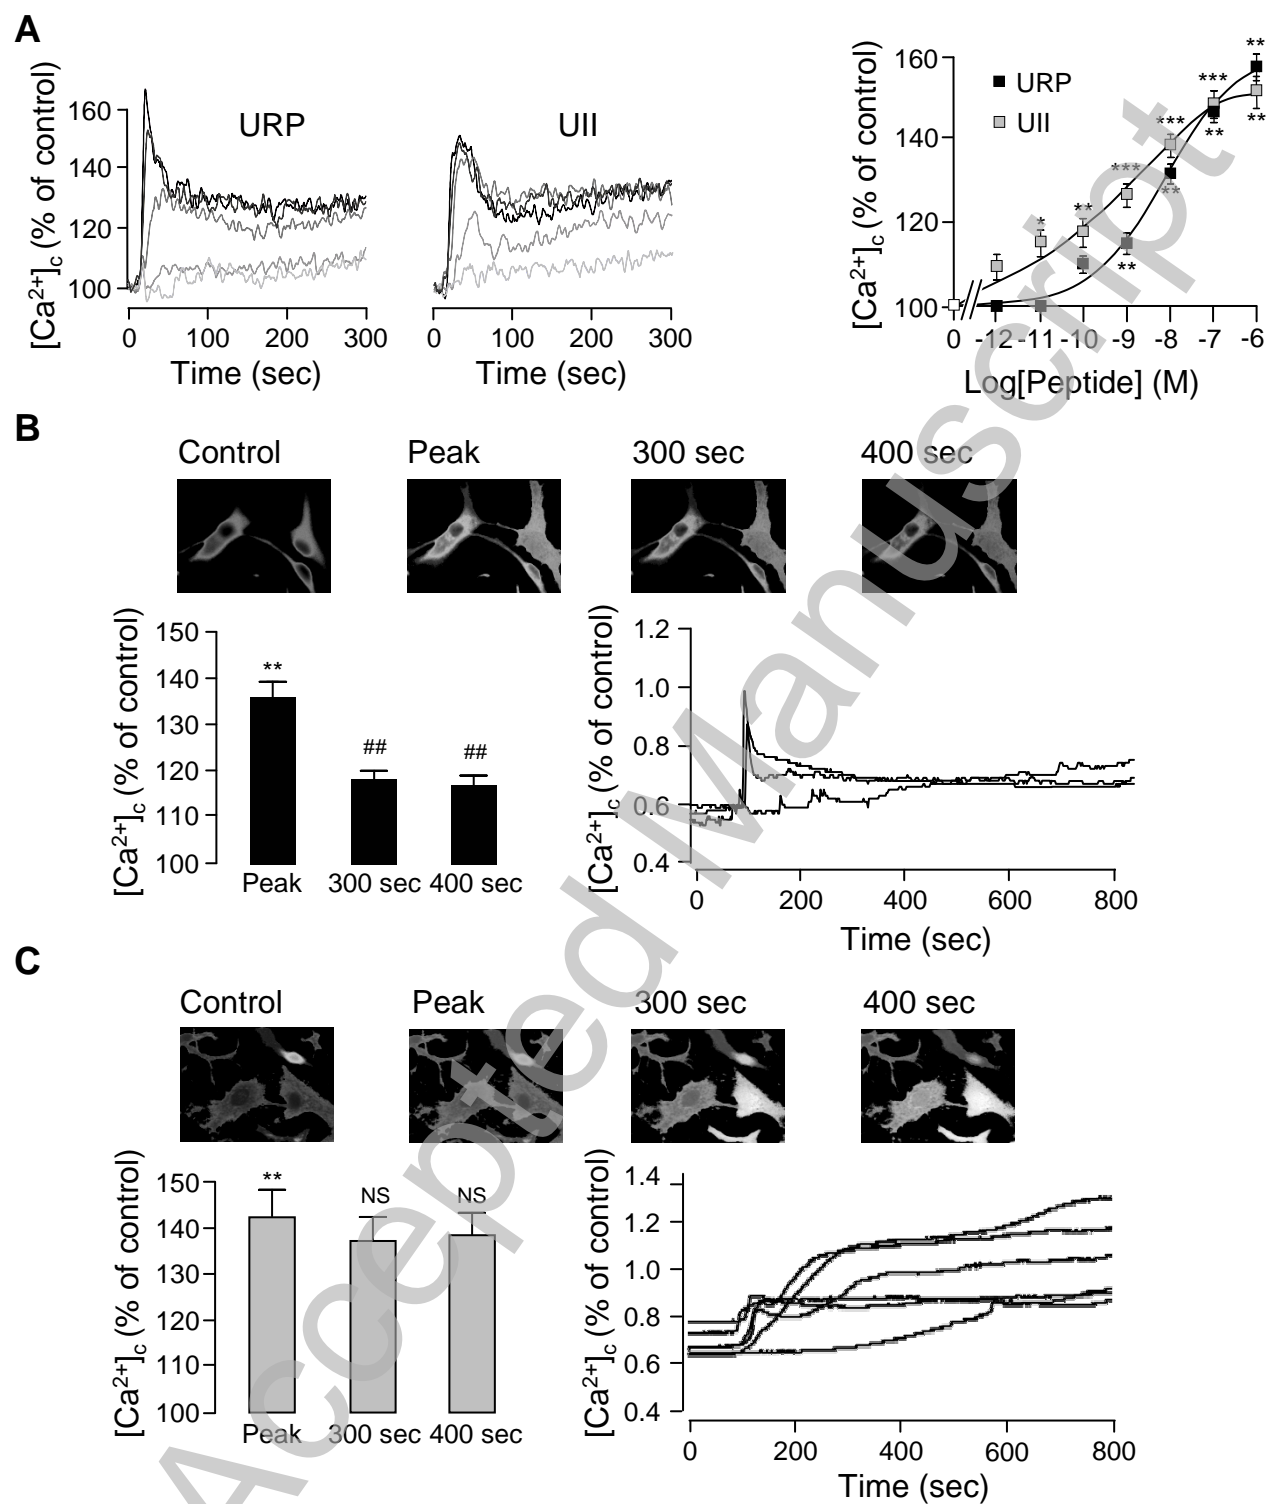 A
[Ca2+]c (% of control)
160
140
120
100
URP
UII
0 100 200 300
Time (sec)
0 100 200 300
Time (sec)
[Ca2+]c (% of control)
160
140
120
100
URP
UII
* ** *** *** *** **
** ** ** **
0 -12 -11 -10 -9 -8 -7 -6
Log[Peptide] (M)
B
Control Peak 300 sec 400 sec
[Ca2+]c (% of control)
150
140
130
120
110
100
** ## ##
Peak 300 sec 400 sec
[Ca2+]c (% of control)
1.2
1.0
0.8
0.6
0.4
0 200 400 600 800
Time (sec)
C
Control Peak 300 sec 400 sec
[Ca2+]c (% of control)
150
140
130
120
110
100
** NS NS
Peak 300 sec 400 sec
[Ca2+]c (% of control)
1.4
1.2
1.0
0.8
0.6
0.4
0 200 400 600 800
Time (sec)
Accepted Manuscript